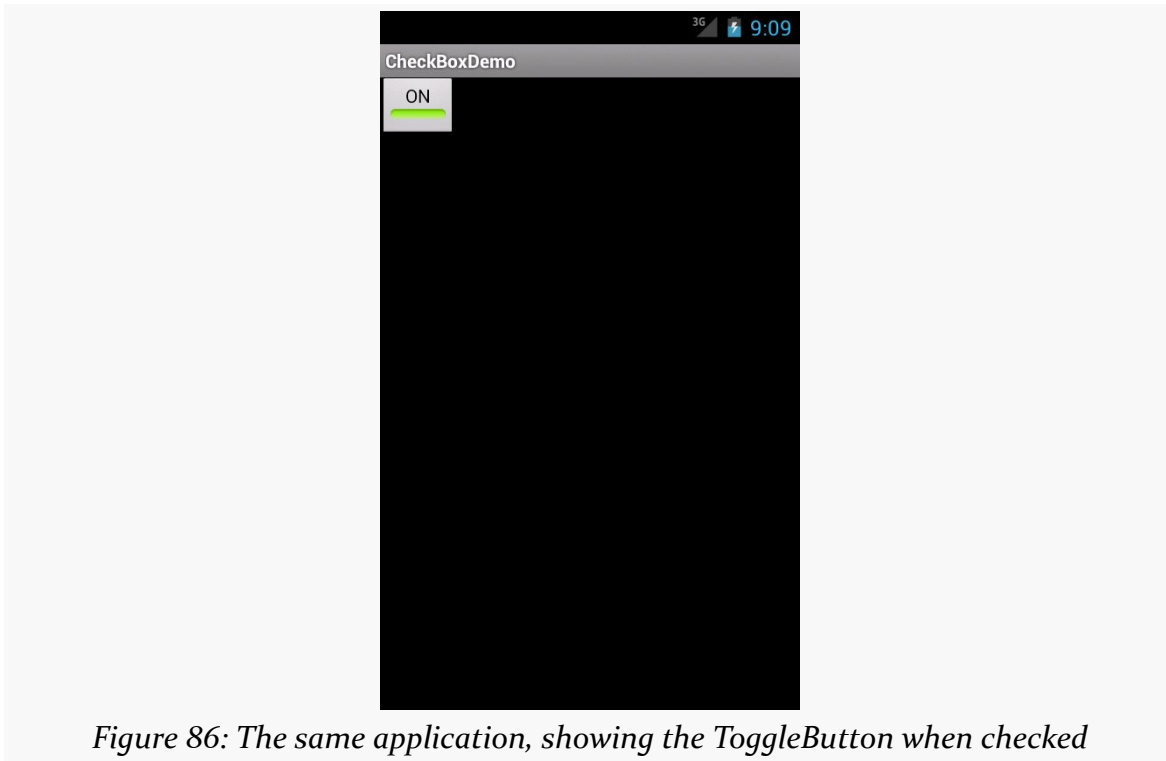 3G 9:09
CheckBoxDemo
ON
Figure 86: The same application, showing the ToggleButton when checked